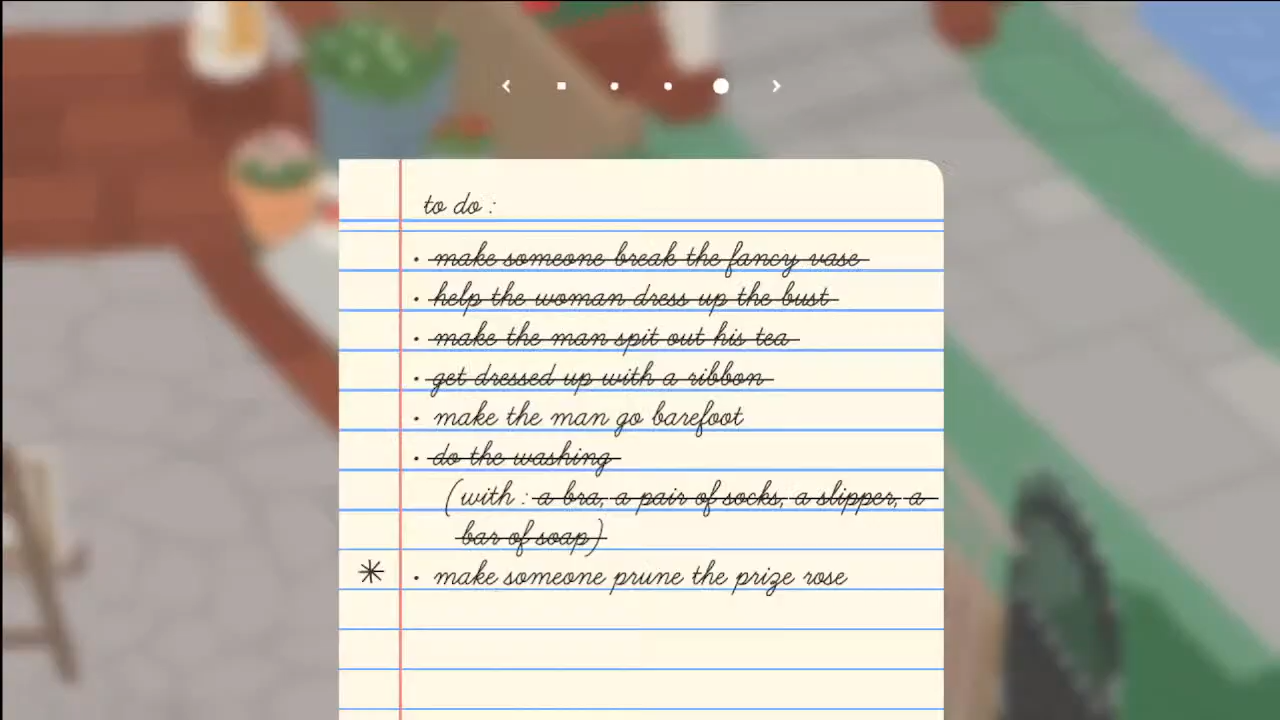 to do :
• make someone break the fancy vase
• help the woman dress up the bust
• make the man spit out his tea
• get dressed up with a ribbon
• make the man go barefoot
• do the washing
(with : a bra, a pair of socks, a slipper, a
bar of soap)
• make someone prune the prize rose